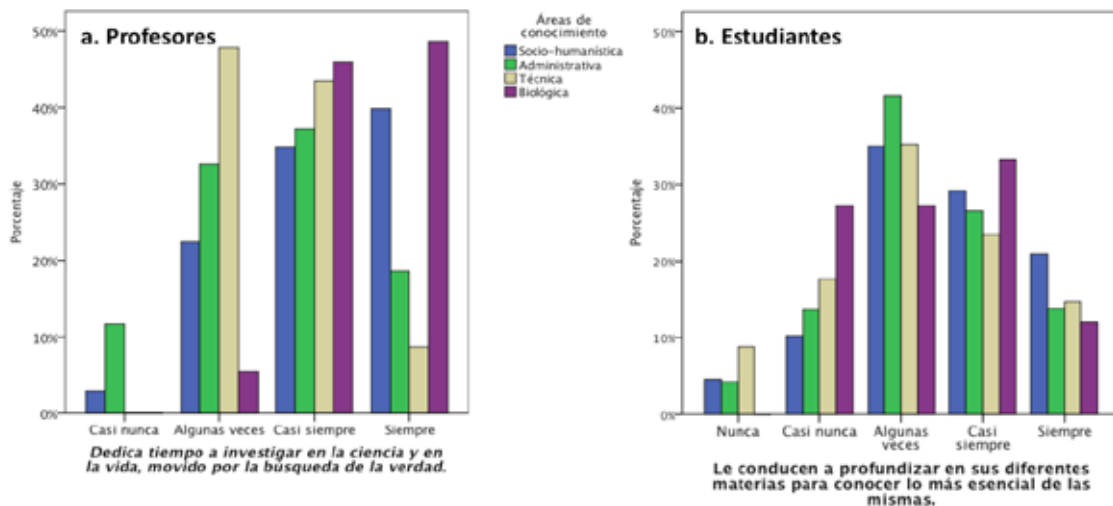 a. Profesores
50%
40%
30%
20%
10%
0%
Porcentaje
Casi nunca Algunas veces Casi siempre Siempre
Dedica tiempo a investigar en la ciencia y en
la vida, movido por la búsqueda de la verdad.
Áreas de
conocimiento
Socio-humanística
Administrativa
Técnica
Biológica
b. Estudiantes
50%
40%
30%
20%
10%
0%
Porcentaje
Nunca Casi nunca Algunas veces Casi siempre Siempre
Le conducen a profundizar en sus diferentes
materias para conocer lo más esencial de las
mismas.